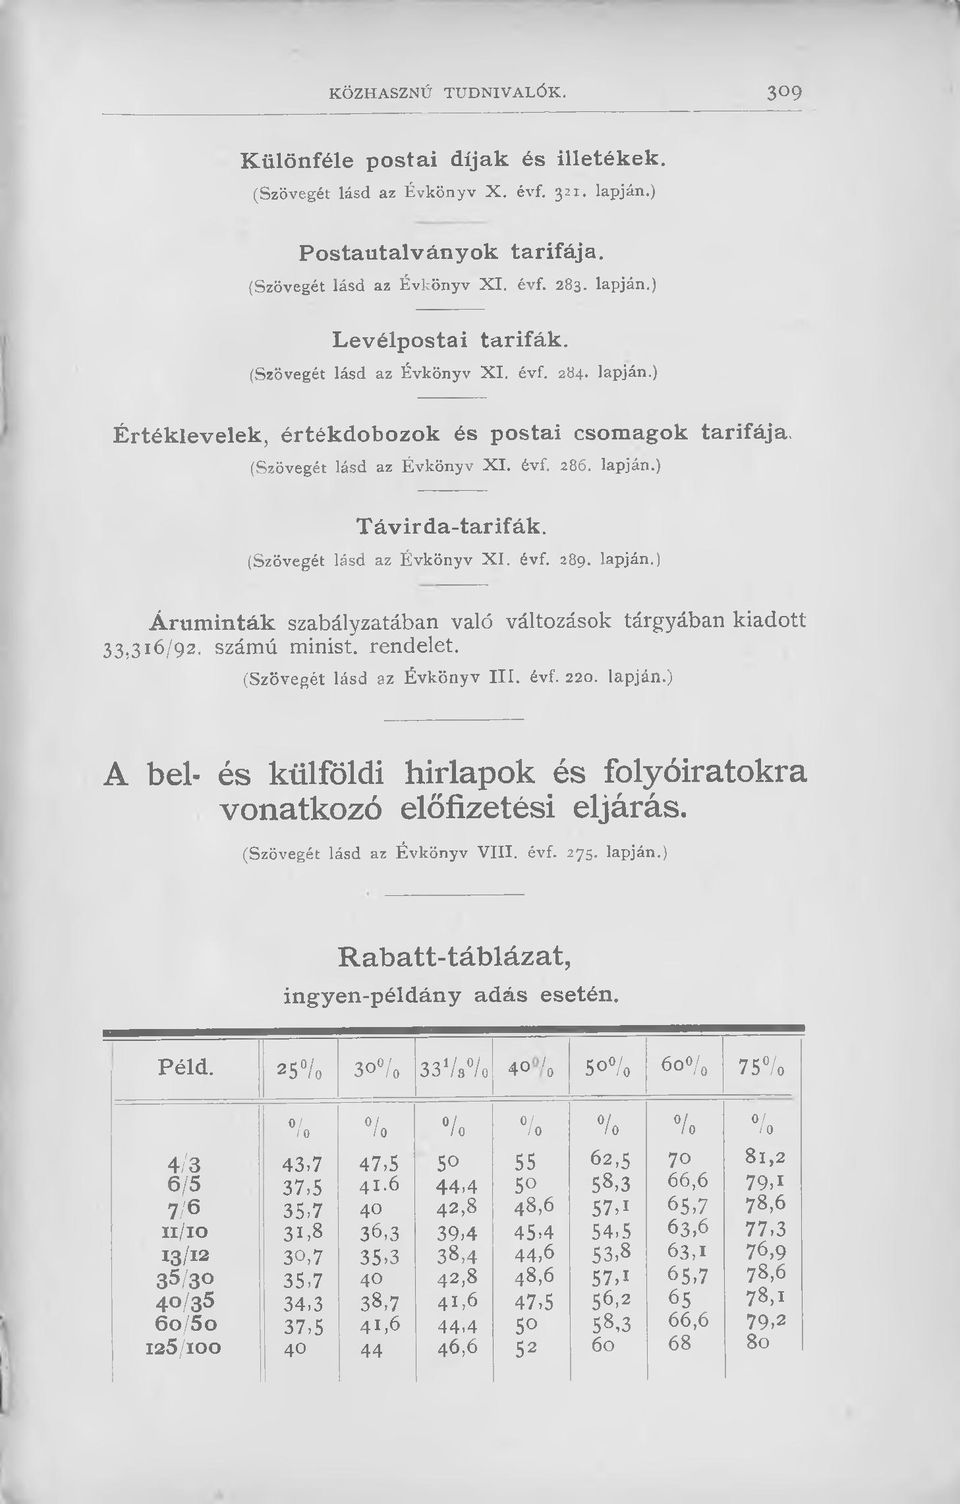 KÖZHASZNÚ TUDNIVALÓK. 309
Különféle postai díjak és illetékek.
(Szövegét lásd az Évkönyv X. évf. 321. lapján.)
Postautalványok tarifája.
(Szövegét lásd az Évkönyv XI. évf. 283. lapján.)
Levélpostai tarifák.
(Szövegét lásd az Évkönyv XI. évf. 284. lapján.)
Értéklevelek, értékdobozok és postai csomagok tarifája.
(Szövegét lásd az Évkönyv XI. évf. 286. lapján.)
Távirda-tarifák.
(Szövegét lásd az Évkönyv XI. évf. 289. lapján.)
Áruminták szabályzatában való változások tárgyában kiadott
33,316/92. számú minist. rendelet.
(Szövegét lásd az Évkönyv III. évf. 220. lapján.)
A bel- és külföldi hirlapok és folyóiratokra
vonatkozó előfizetési eljárás.
(Szövegét lásd az Évkönyv VIII. évf. 275. lapján.)
Rabatt-táblázat,
ingyen-példány adás esetén.
Péld. 25% 30% 33⅓% 40% 50% 60% 75%
% % % % % % %
4/3 43,7 47,5 50 55 62,5 70 81,2
6/5 37,5 41.6 44,4 50 58,3 66,6 79,1
7/6 35,7 40 42,8 48,6 57,1 65,7 78,6
11/10 31,8 36,3 39,4 45,4 54,5 63,6 77,3
13/12 30,7 35,3 38,4 44,6 53,8 63,1 76,9
35/30 35,7 40 42,8 48,6 57,1 65,7 78,6
40/35 34,3 38,7 41,6 47,5 56,2 65 78,1
60/50 37,5 41,6 44,4 50 58,3 66,6 79,2
125/100 40 44 46,6 52 60 68 80